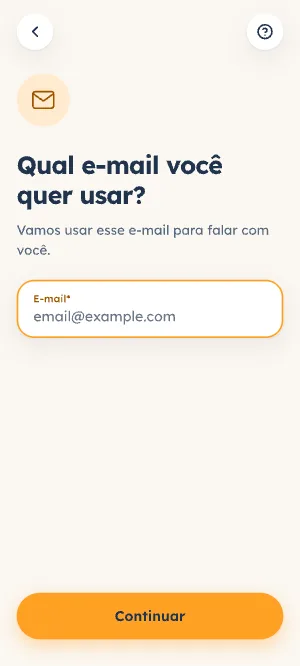 Qual e-mail você
quer usar?
Vamos usar esse e-mail para falar com
você.
E-mail*
email@example.com
Continuar